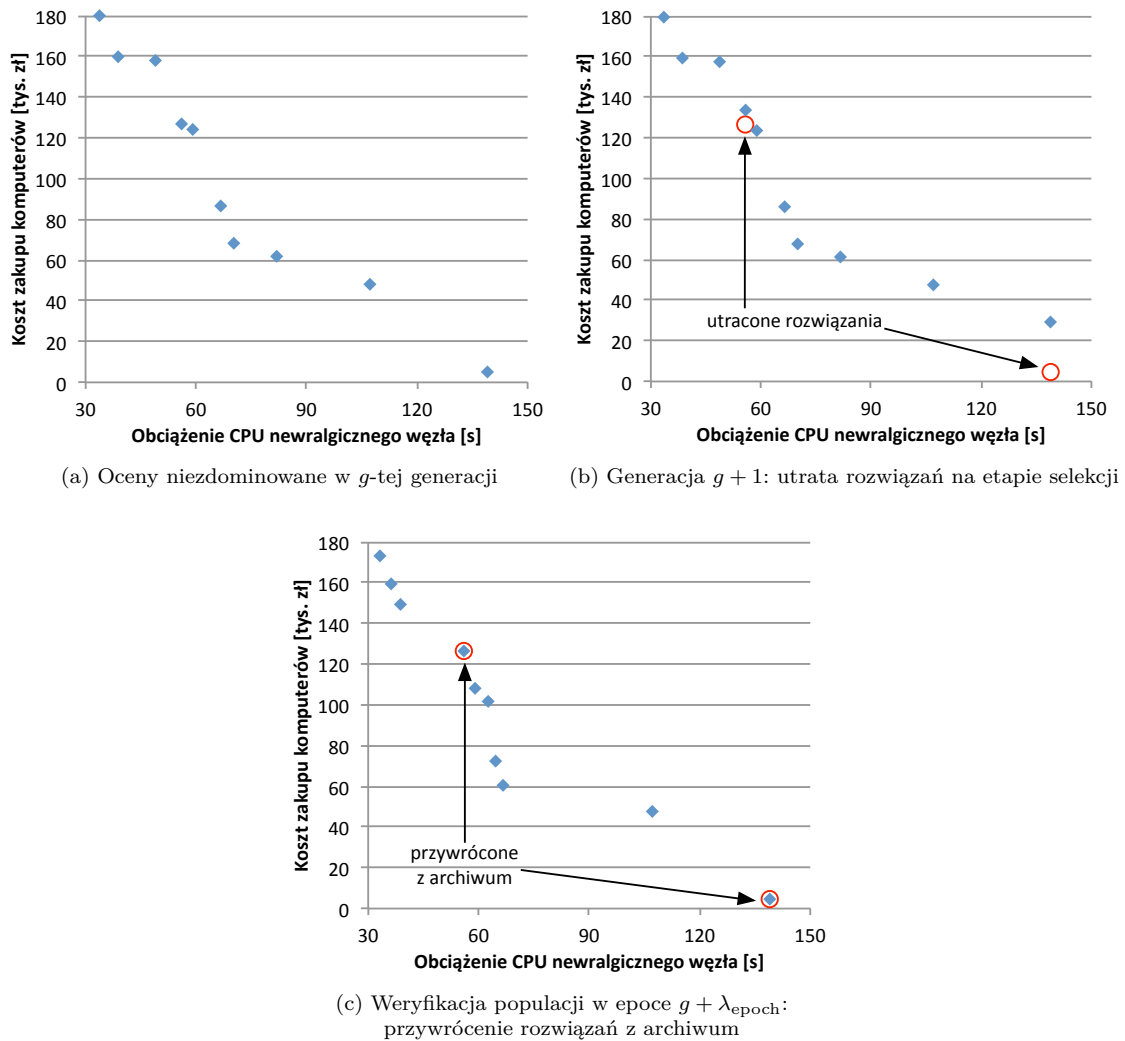 Koszt zakupu komputerów [tys. zł]
180
160
140
120
100
80
60
40
20
0
30 60 90 120 150
Obciążenie CPU newralgicznego węzła [s]
(a) Oceny niezdominowane w g-tej generacji
Koszt zakupu komputerów [tys. zł]
180
160
140
120
100
80
60
40
20
0
utracone rozwiązania
30 60 90 120 150
Obciążenie CPU newralgicznego węzła [s]
(b) Generacja g + 1: utrata rozwiązań na etapie selekcji
Koszt zakupu komputerów [tys. zł]
180
160
140
120
100
80
60
40
20
0
przywrócone
z archiwum
30 60 90 120 150
Obciążenie CPU newralgicznego węzła [s]
(c) Weryfikacja populacji w epoce g + λepoch:
przywrócenie rozwiązań z archiwum